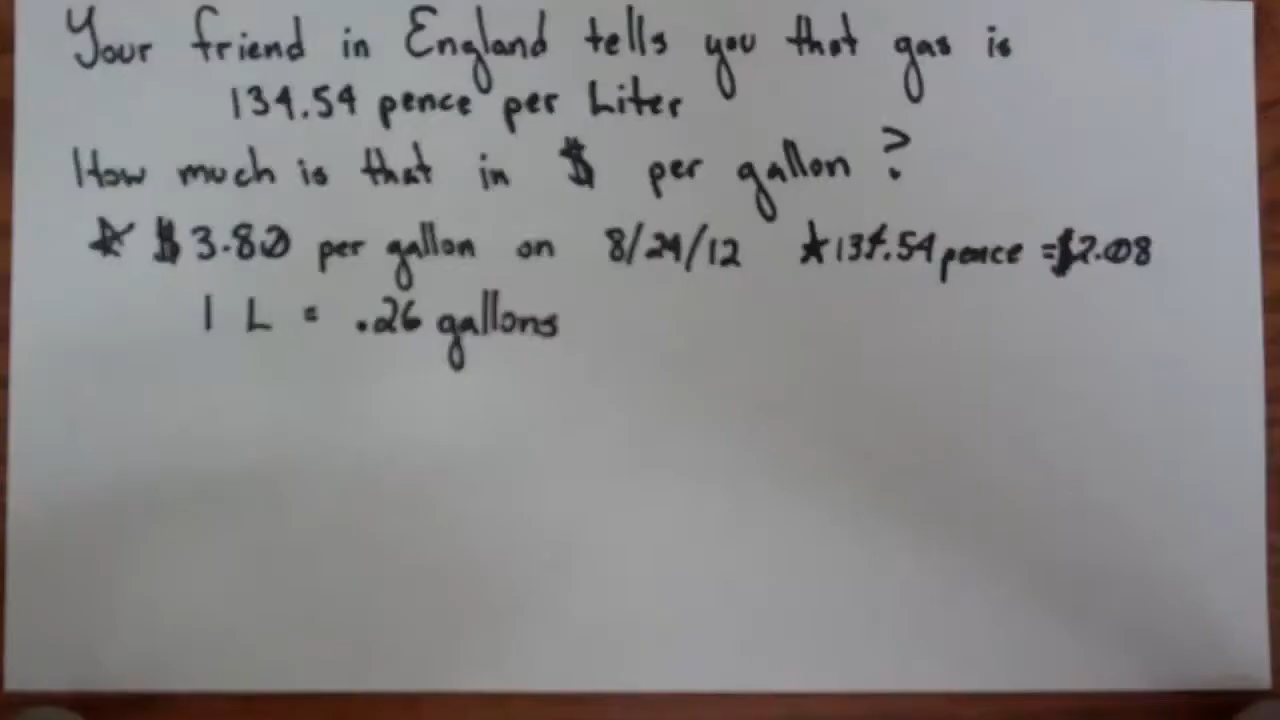 Your friend in England tells you that gas is
134.54 pence per Liter
How much is that in $ per gallon?
★ $3.80 per gallon on 8/24/12 ★134.54 pence = $2.08
1 L = .26 gallons